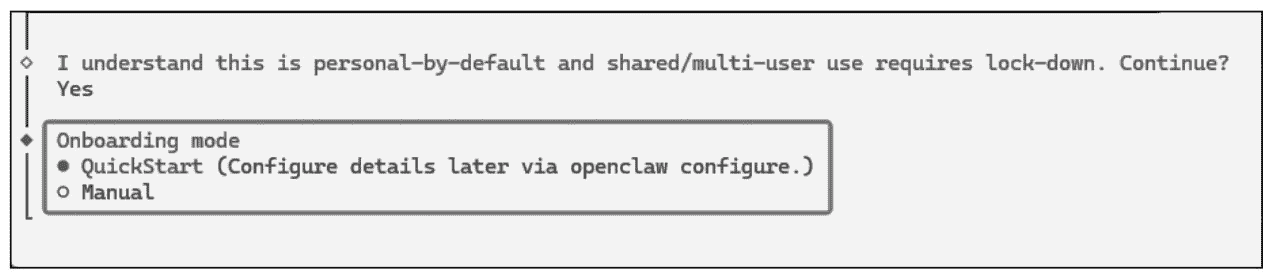 I understand this is personal-by-default and shared/multi-user use requires lock-down. Continue?
Yes
Onboarding mode
QuickStart (Configure details later via openclaw configure.)
Manual